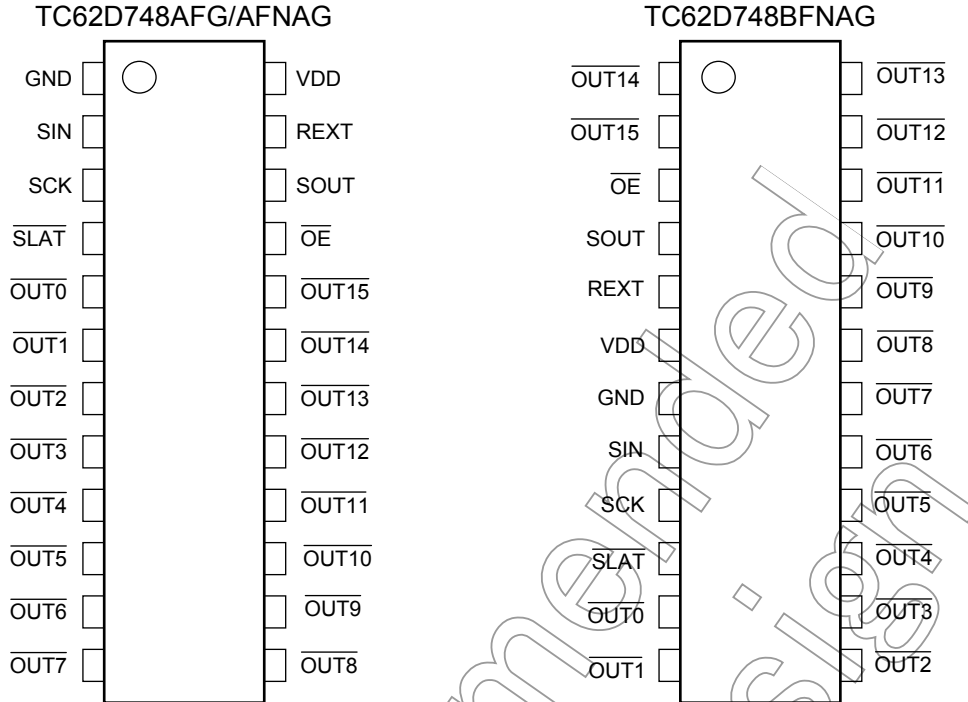 TC62D748AFG/AFNAG
GND VDD
SIN REXT
SCK SOUT
SLAT OE
OUT0 OUT15
OUT1 OUT14
OUT2 OUT13
OUT3 OUT12
OUT4 OUT11
OUT5 OUT10
OUT6 OUT9
OUT7 OUT8
TC62D748BFNAG
OUT14 OUT13
OUT15 OUT12
OE OUT11
SOUT OUT10
REXT OUT9
VDD OUT8
GND OUT7
SIN OUT6
SCK OUT5
SLAT OUT4
OUT0 OUT3
OUT1 OUT2